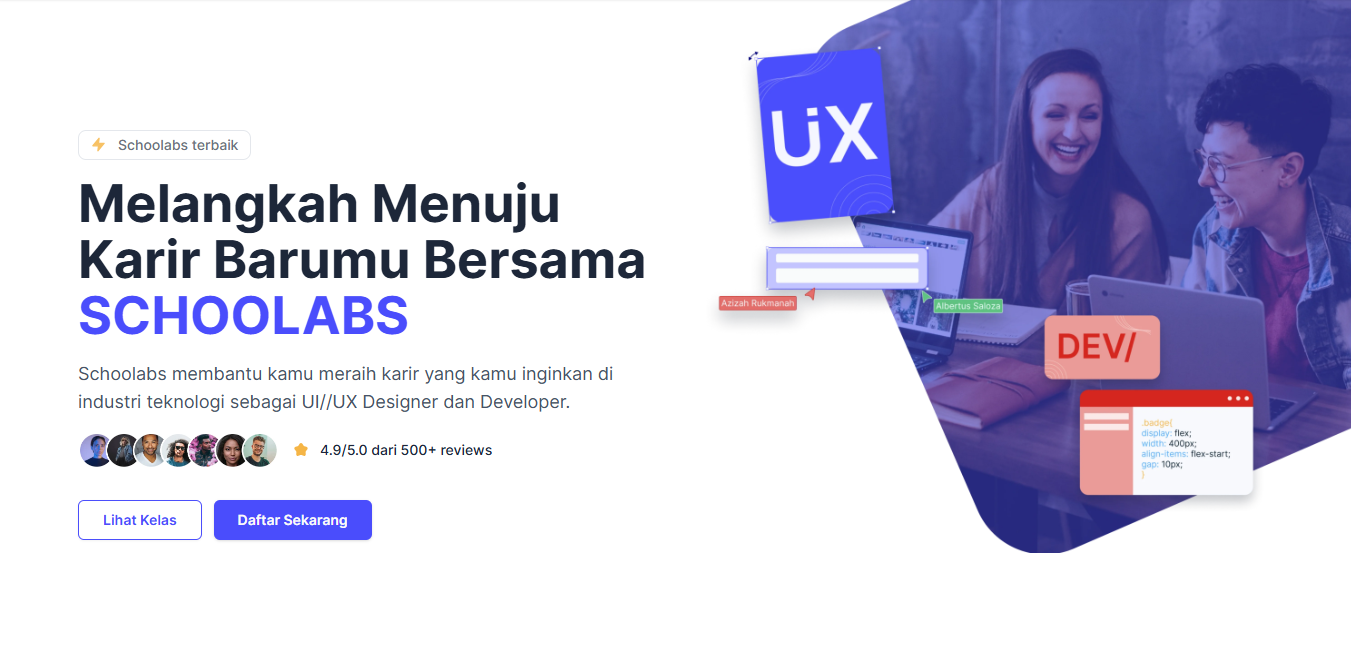 Schoolabs terbaik
Melangkah Menuju
Karir Barumu Bersama
SCHOOLABS
Schoolabs membantu kamu meraih karir yang kamu inginkan di
industri teknologi sebagai UI//UX Designer dan Developer.
4.9/5.0 dari 500+ reviews
Lihat Kelas
Daftar Sekarang
UiX
Azizah Rukmanah
Albertus Saloza
DEV/
.badge{
display: flex;
width: 400px;
align-items: flex-start;
gap: 10px;
}